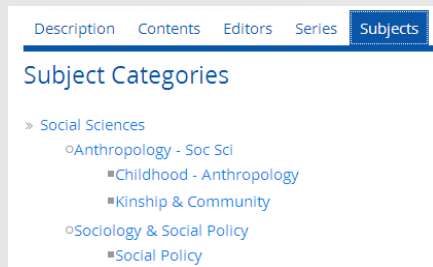 Description Contents Editors Series Subjects
Subject Categories
» Social Sciences
Anthropology - Soc Sci
Childhood - Anthropology
Kinship & Community
Sociology & Social Policy
Social Policy